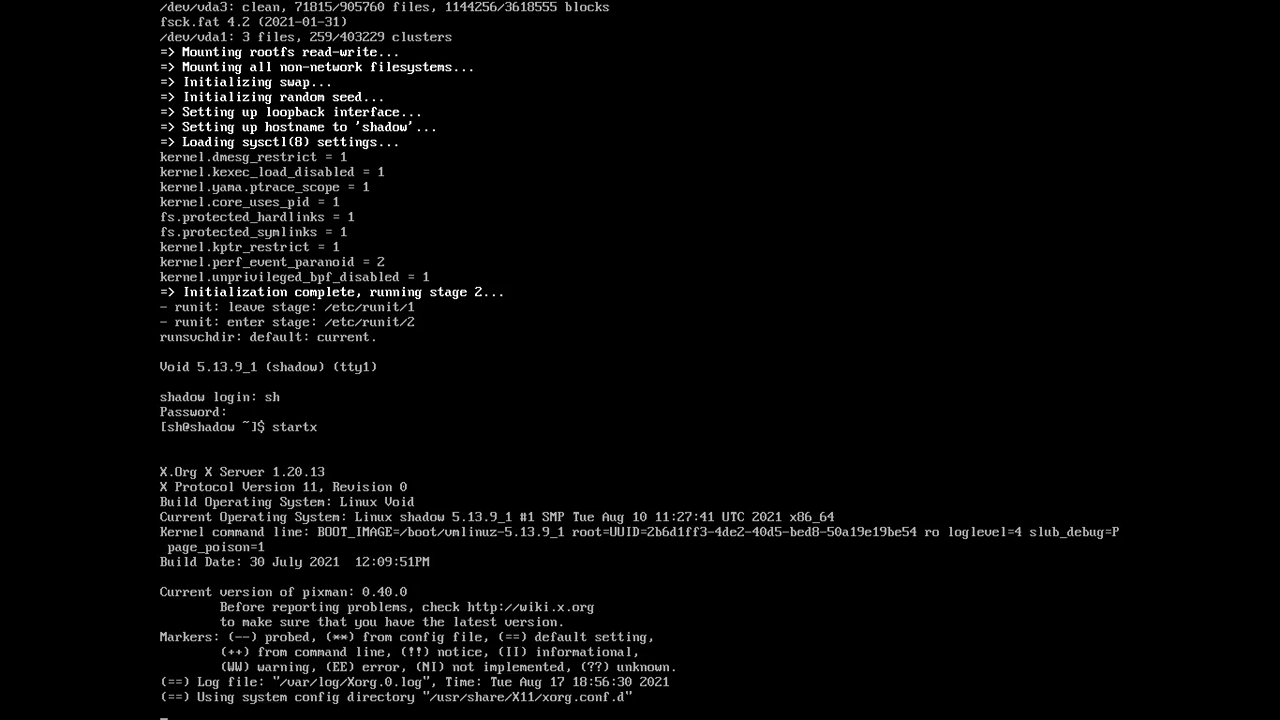 /dev/vda3: clean, 71815/905760 files, 1144256/3618555 blocks
fsck.fat 4.2 (2021-01-31)
/dev/vda1: 3 files, 259/403229 clusters
=> Mounting rootfs read-write...
=> Mounting all non-network filesystems...
=> Initializing swap...
=> Initializing random seed...
=> Setting up loopback interface...
=> Setting up hostname to 'shadow'...
=> Loading sysctl(8) settings...
kernel.dmesg_restrict = 1
kernel.kexec_load_disabled = 1
kernel.yama.ptrace_scope = 1
kernel.core_uses_pid = 1
fs.protected_hardlinks = 1
fs.protected_symlinks = 1
kernel.kptr_restrict = 1
kernel.perf_event_paranoid = 2
kernel.unprivileged_bpf_disabled = 1
=> Initialization complete, running stage 2...
- runit: leave stage: /etc/runit/1
- runit: enter stage: /etc/runit/2
runsvchdir: default: current.
Void 5.13.9_1 (shadow) (tty1)
shadow login: sh
Password:
[sh@shadow ~]$ startx
X.Org X Server 1.20.13
X Protocol Version 11, Revision 0
Build Operating System: Linux Void
Current Operating System: Linux shadow 5.13.9_1 #1 SMP Tue Aug 10 11:27:41 UTC 2021 x86_64
Kernel command line: BOOT_IMAGE=/boot/vmlinuz-5.13.9_1 root=UUID=2b6d1ff3-4de2-40d5-bed8-50a19e19be54 ro loglevel=4 slub_debug=P
page_poison=1
Build Date: 30 July 2021  12:09:51PM
Current version of pixman: 0.40.0
Before reporting problems, check http://wiki.x.org
to make sure that you have the latest version.
Markers: (--) probed, (**) from config file, (==) default setting,
(++) from command line, (!!) notice, (II) informational,
(WW) warning, (EE) error, (NI) not implemented, (??) unknown.
(==) Log file: "/var/log/Xorg.0.log", Time: Tue Aug 17 18:56:30 2021
(==) Using system config directory "/usr/share/X11/xorg.conf.d"